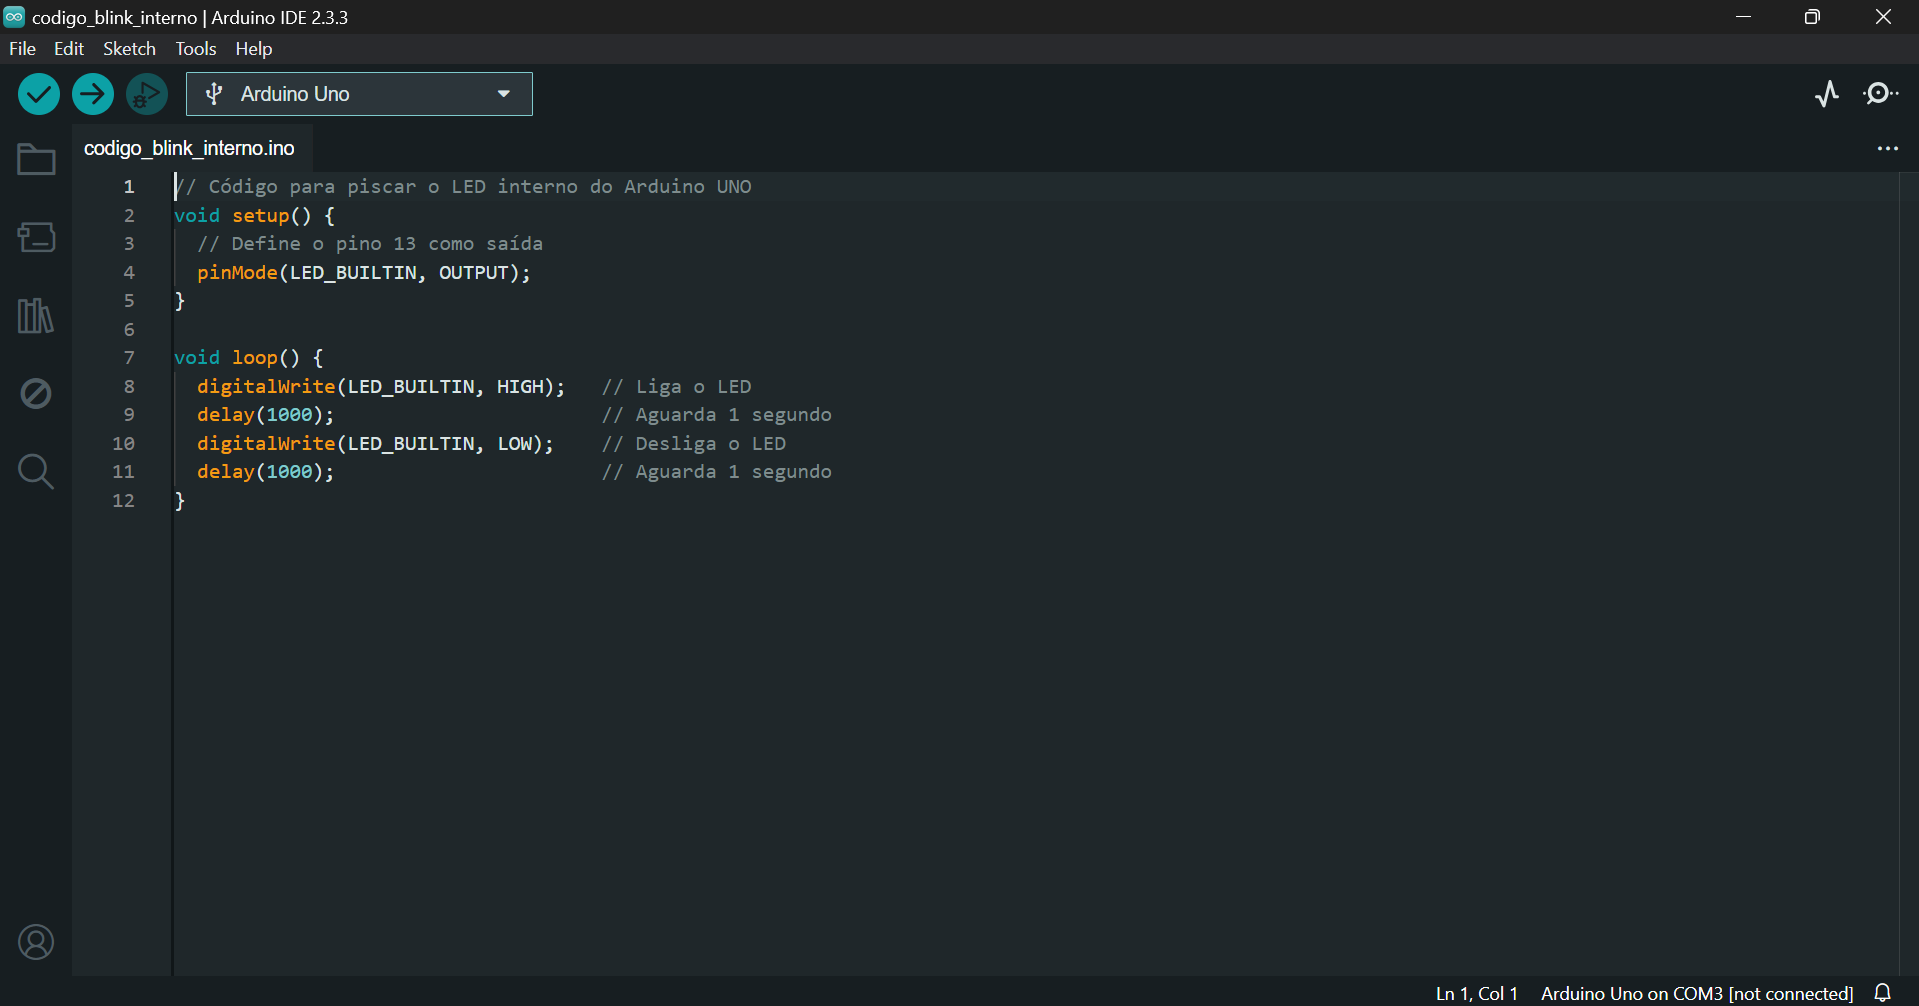 codigo_blink_interno | Arduino IDE 2.3.3
File Edit Sketch Tools Help
Arduino Uno
codigo_blink_interno.ino
1 // Código para piscar o LED interno do Arduino UNO
2 void setup() {
3   // Define o pino 13 como saída
4   pinMode(LED_BUILTIN, OUTPUT);
5 }
6
7 void loop() {
8   digitalWrite(LED_BUILTIN, HIGH);   // Liga o LED
9   delay(1000);                       // Aguarda 1 segundo
10   digitalWrite(LED_BUILTIN, LOW);    // Desliga o LED
11   delay(1000);                       // Aguarda 1 segundo
12 }
Ln 1, Col 1 Arduino Uno on COM3 [not connected]